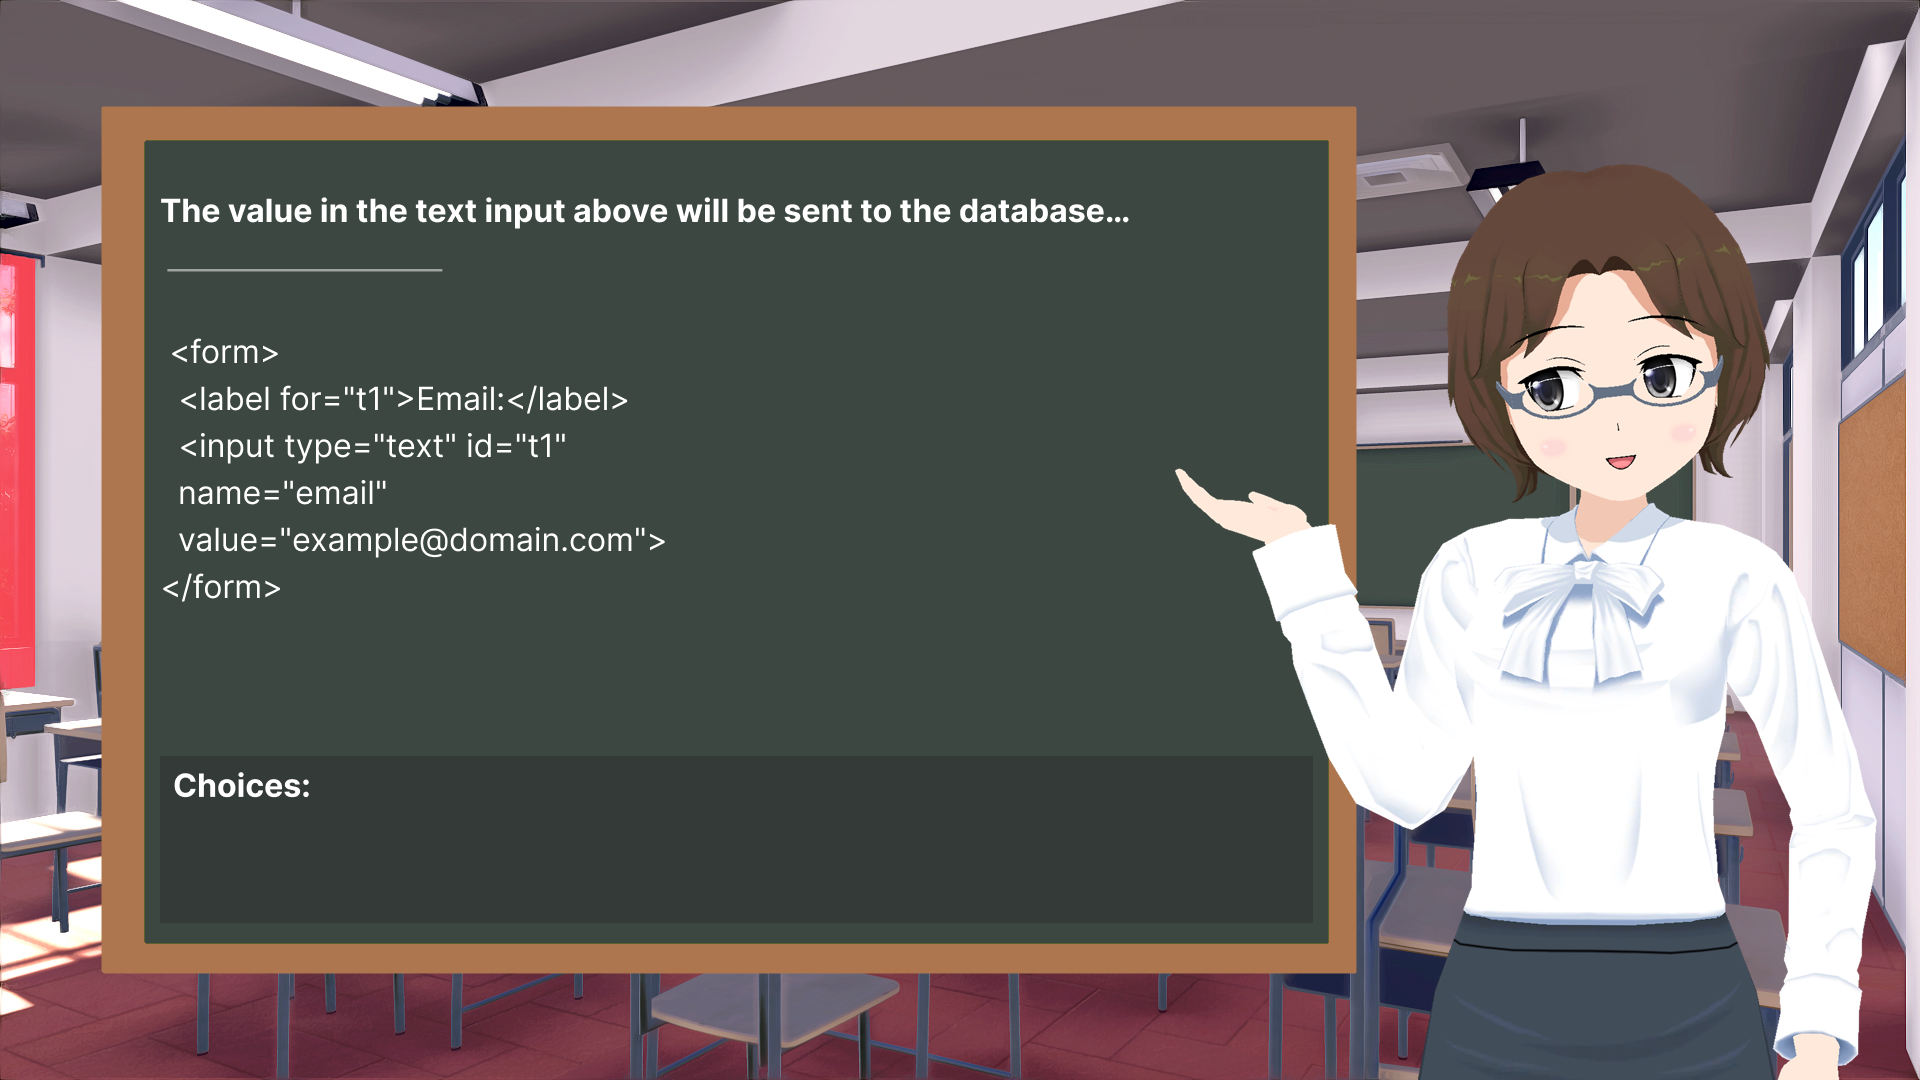 The value in the text input above will be sent to the database...
<form>
<label for="t1">Email:</label>
<input type="text" id="t1"
name="email"
value="example@domain.com">
</form>
Choices: